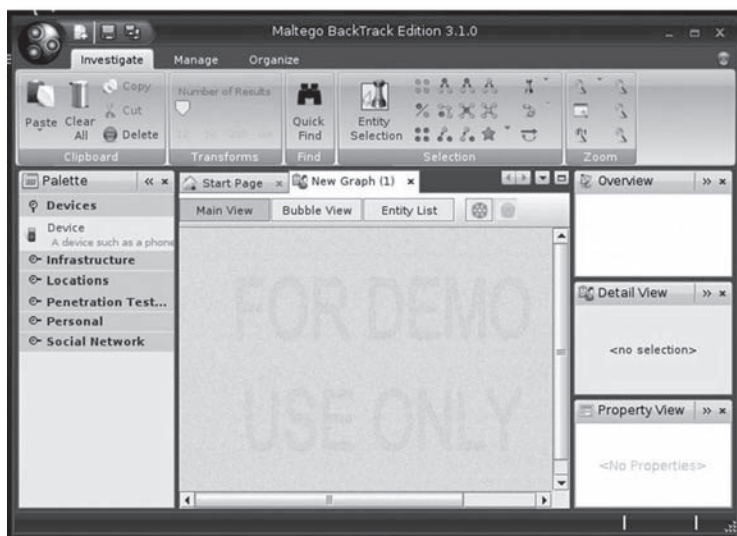 Maltego BackTrack Edition 3.1.0
Investigate Manage Organize
Copy
Cut
Delete
Paste
Clear All
Clipboard
Number of Results
Transforms
Quick Find
Find
Entity Selection
Selection
Zoom
Palette
Devices
Device
A device such as a phone
Infrastructure
Locations
Penetration Test...
Personal
Social Network
Start Page
New Graph (1)
Main View Bubble View Entity List
FOR DEMO
USE ONLY
Overview
Detail View
<no selection>
Property View
<No Properties>